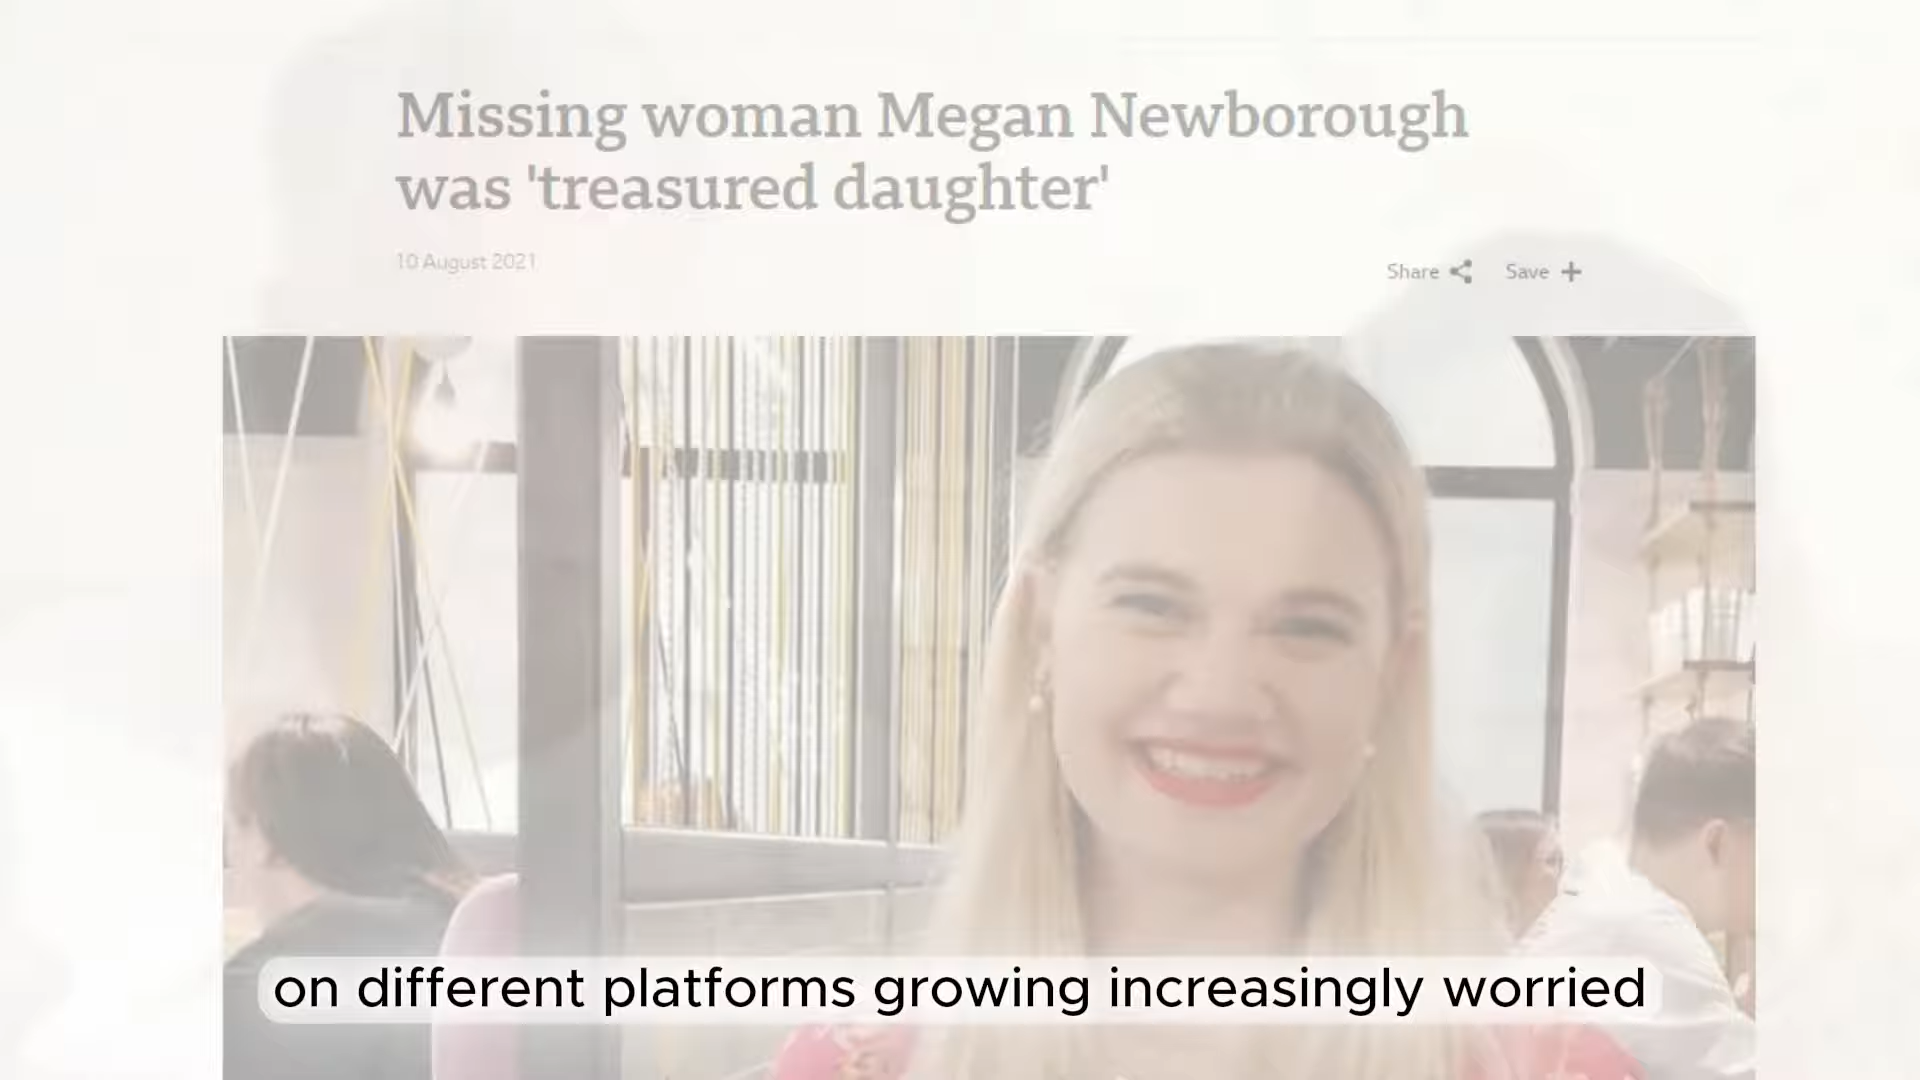 Missing woman Megan Newborough
was 'treasured daughter'
10 August 2021
Share
Save
on different platforms growing increasingly worried